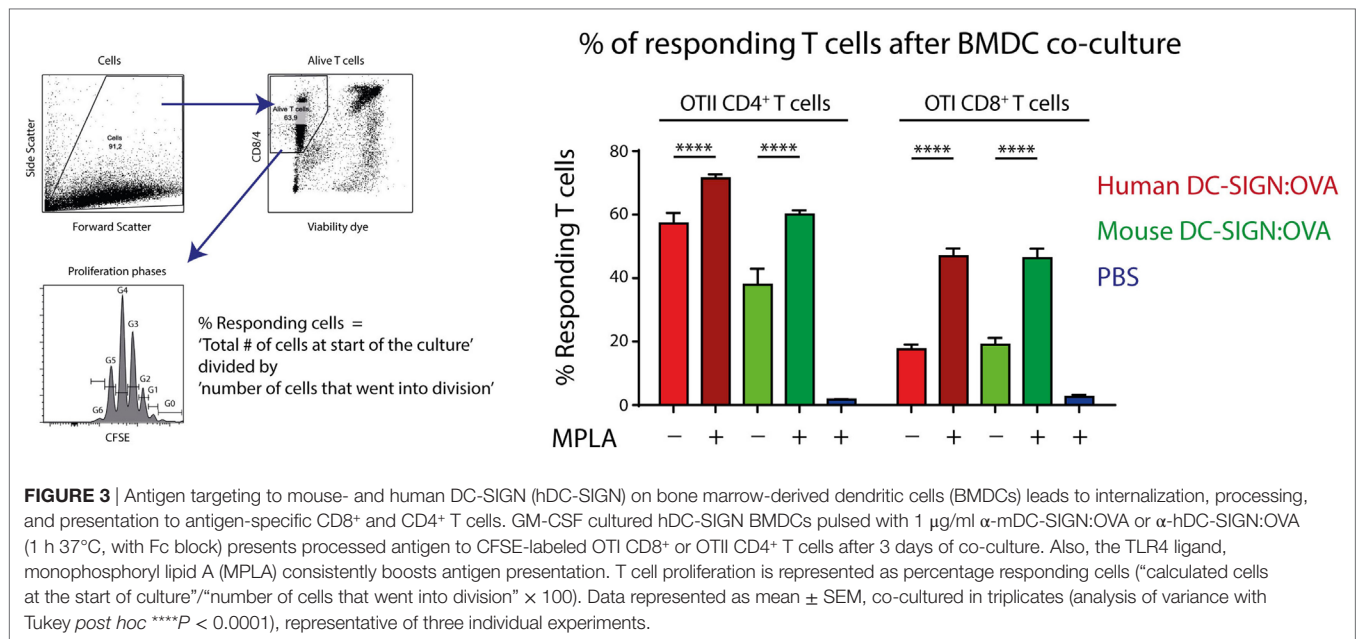 % of responding T cells after BMDC co-culture
Cells
Alive T cells
Side Scatter
Cells
91,2
Forward Scatter
CD8/4
Alive T cells
63,9
Viability dye
Proliferation phases
G4
G3
G5
G2
G1
G0
G6
CFSE
% Responding cells =
'Total # of cells at start of the culture'
divided by
'number of cells that went into division'
OTII CD4+ T cells
OTI CD8+ T cells
**** **** **** ****
% Responding T cells
80
60
40
20
0
MPLA − + − + + − + − + +
Human DC-SIGN:OVA
Mouse DC-SIGN:OVA
PBS
FIGURE 3 | Antigen targeting to mouse- and human DC-SIGN (hDC-SIGN) on bone marrow-derived dendritic cells (BMDCs) leads to internalization, processing,
and presentation to antigen-specific CD8+ and CD4+ T cells. GM-CSF cultured hDC-SIGN BMDCs pulsed with 1 μg/ml α-mDC-SIGN:OVA or α-hDC-SIGN:OVA
(1 h 37°C, with Fc block) presents processed antigen to CFSE-labeled OTI CD8+ or OTII CD4+ T cells after 3 days of co-culture. Also, the TLR4 ligand,
monophosphoryl lipid A (MPLA) consistently boosts antigen presentation. T cell proliferation is represented as percentage responding cells (“calculated cells
at the start of culture”/“number of cells that went into division” × 100). Data represented as mean ± SEM, co-cultured in triplicates (analysis of variance with
Tukey post hoc ****P < 0.0001), representative of three individual experiments.